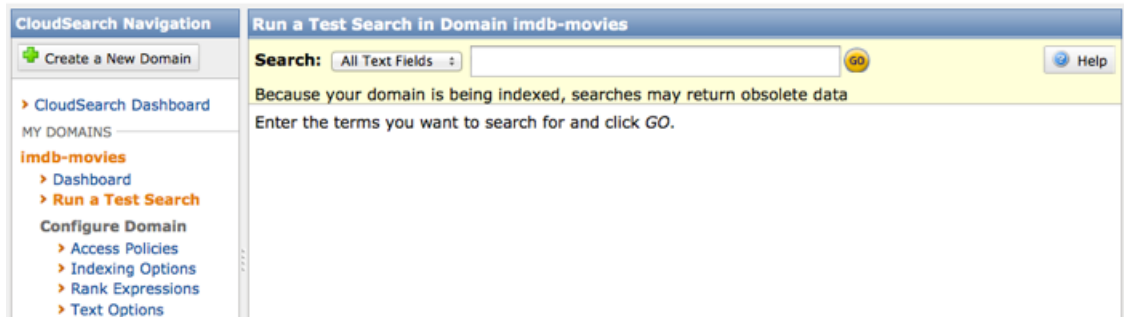 CloudSearch Navigation
Create a New Domain
CloudSearch Dashboard
MY DOMAINS
imdb-movies
Dashboard
Run a Test Search
Configure Domain
Access Policies
Indexing Options
Rank Expressions
Text Options
Run a Test Search in Domain imdb-movies
Search: All Text Fields GO Help
Because your domain is being indexed, searches may return obsolete data
Enter the terms you want to search for and click GO.